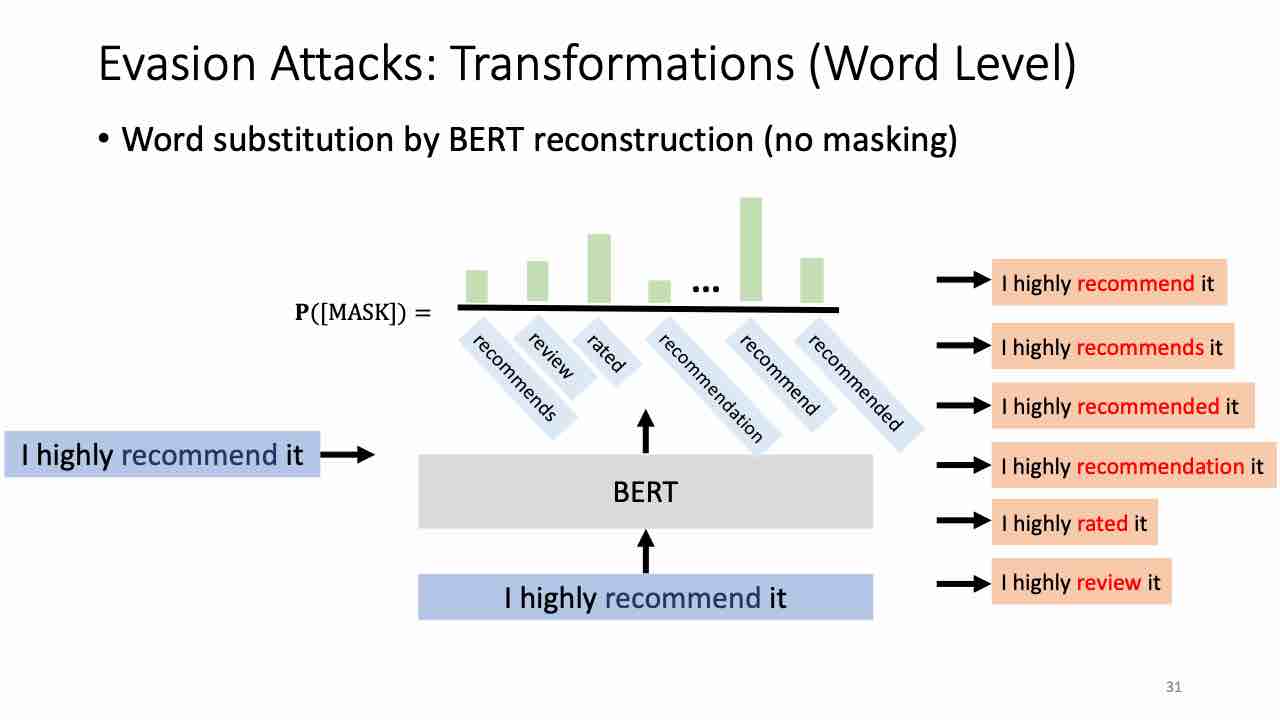 Evasion Attacks: Transformations (Word Level)
• Word substitution by BERT reconstruction (no masking)
P([MASK]) =
...
recommends
review
rated
recommendation
recommend
recommended
I highly recommend it
BERT
I highly recommend it
I highly recommend it
I highly recommends it
I highly recommended it
I highly recommendation it
I highly rated it
I highly review it
31